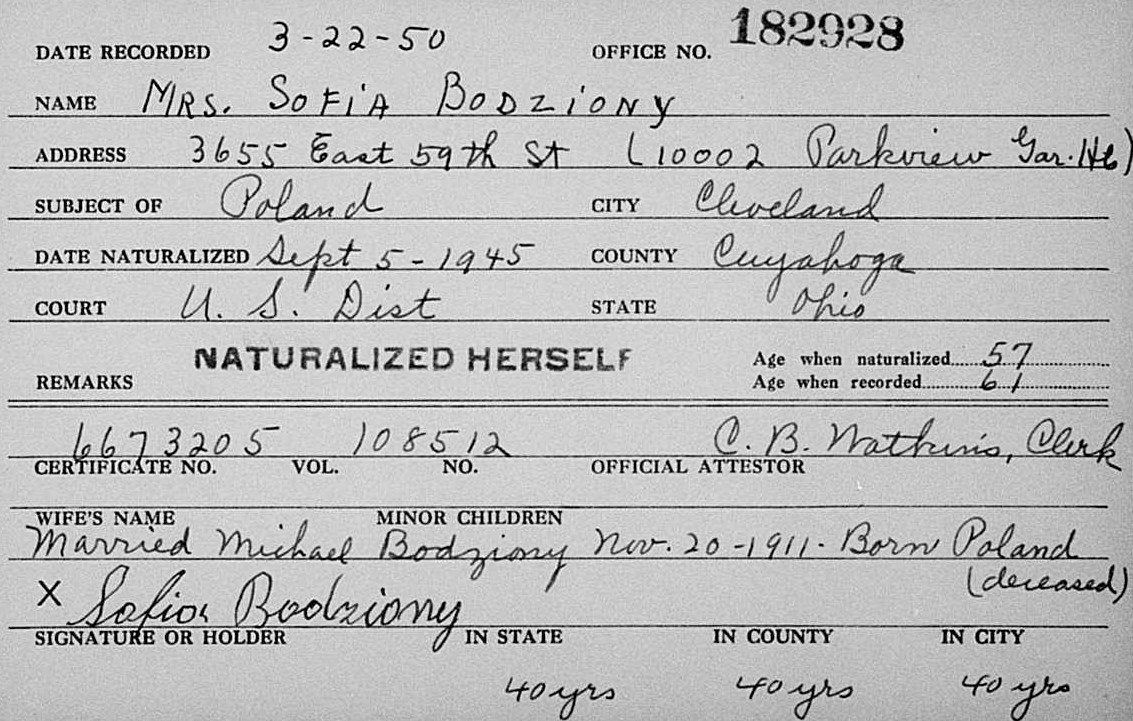 DATE RECORDED 3-22-50 OFFICE NO. 182928
NAME MRS. SOFIA BODZIONY
ADDRESS 3655 East 59th St (10002 Parkview Gar. Hts)
SUBJECT OF Poland CITY Cleveland
DATE NATURALIZED Sept 5-1945 COUNTY Cuyahoga
COURT U. S. Dist STATE Ohio
NATURALIZED HERSELF Age when naturalized 57
REMARKS Age when recorded 61
6673205 108512 C. B. Watkins, Clerk
CERTIFICATE NO. VOL. NO. OFFICIAL ATTESTOR
WIFE'S NAME MINOR CHILDREN
Married Michael Bodziony Nov. 20-1911. Born Poland
(deceased)
X Sofia Bodziony
SIGNATURE OR HOLDER IN STATE IN COUNTY IN CITY
40 yrs 40 yrs 40 yrs